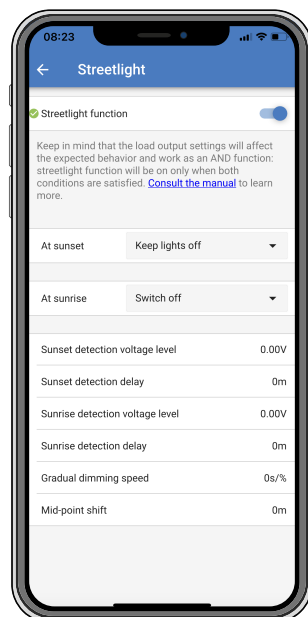 08:23
Streetlight
Streetlight function
Keep in mind that the load output settings will affect
the expected behavior and work as an AND function:
streetlight function will be on only when both
conditions are satisfied. Consult the manual to learn
more.
At sunset Keep lights off
At sunrise Switch off
Sunset detection voltage level 0.00V
Sunset detection delay 0m
Sunrise detection voltage level 0.00V
Sunrise detection delay 0m
Gradual dimming speed 0s/%
Mid-point shift 0m